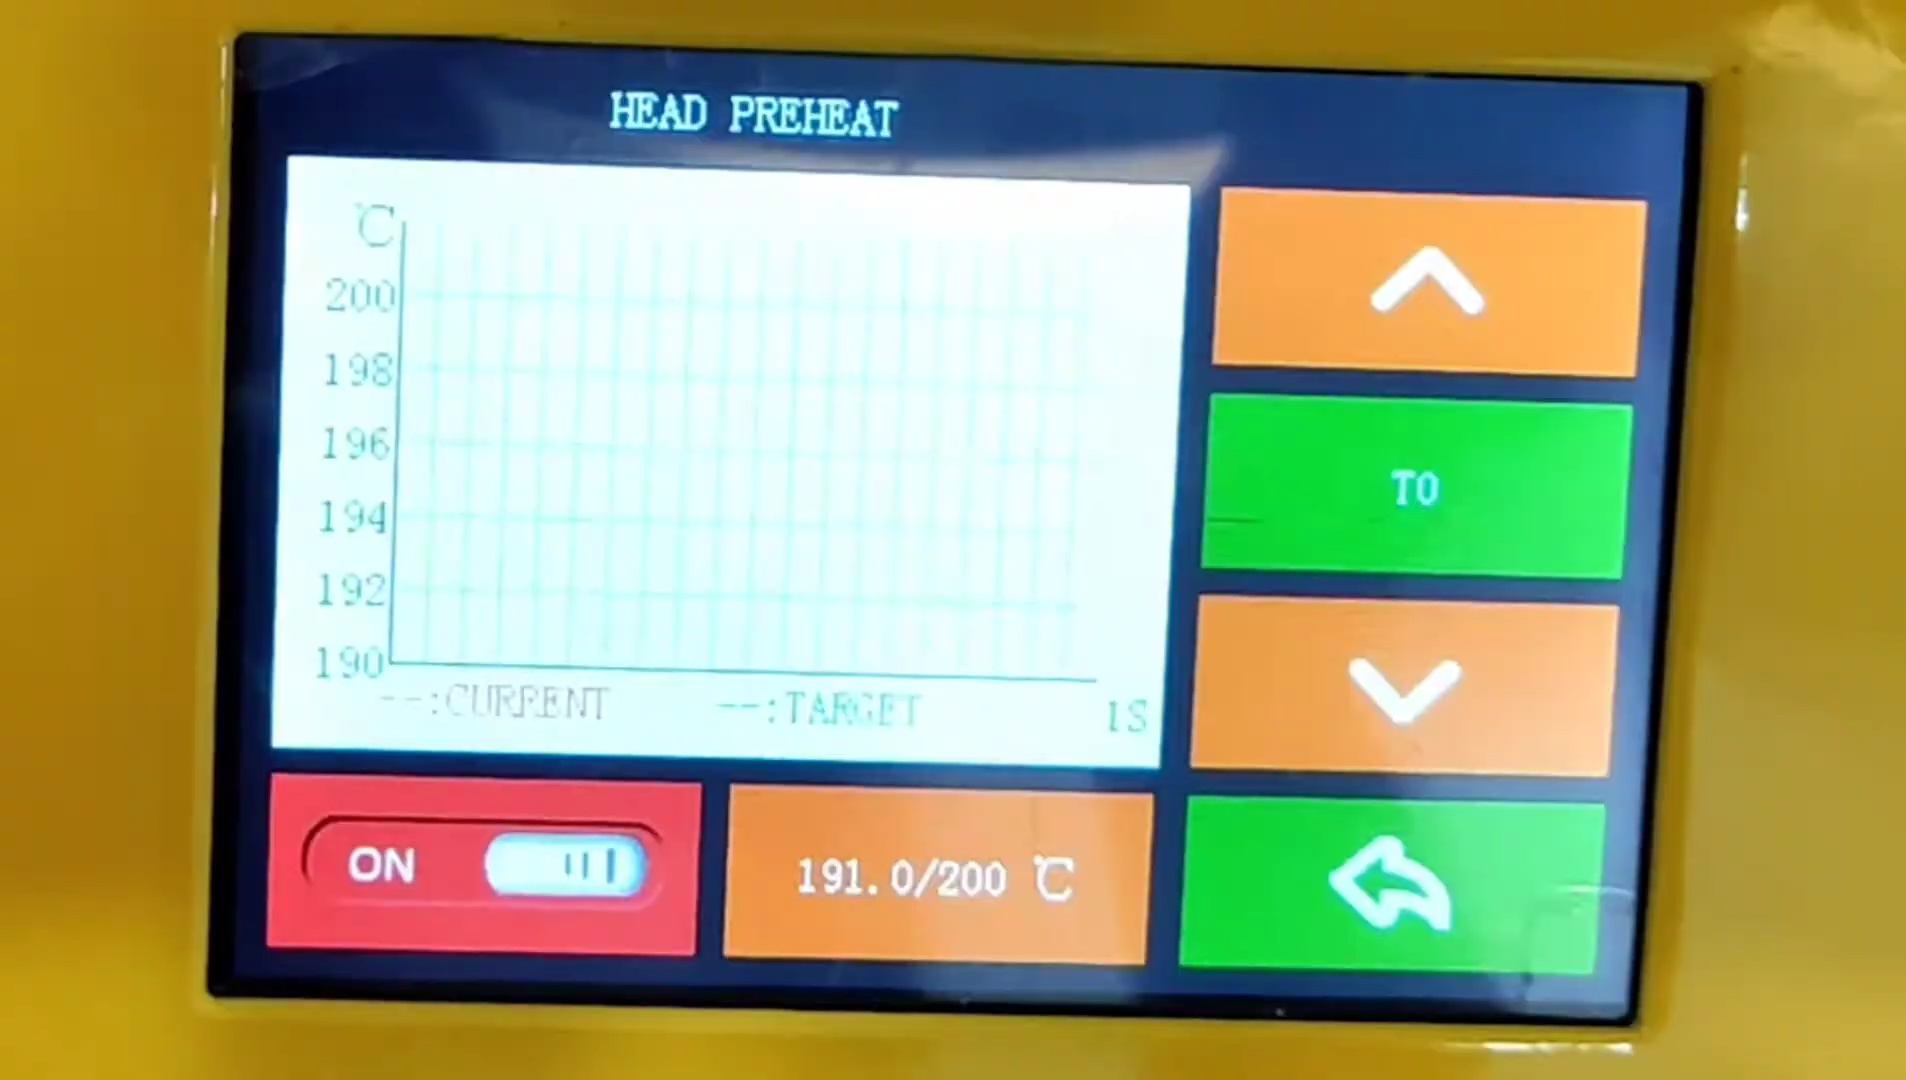 HEAD PREHEAT
℃
200
198
196
194
192
190
--:CURRENT --:TARGET 1S
T0
ON
191.0/200 ℃